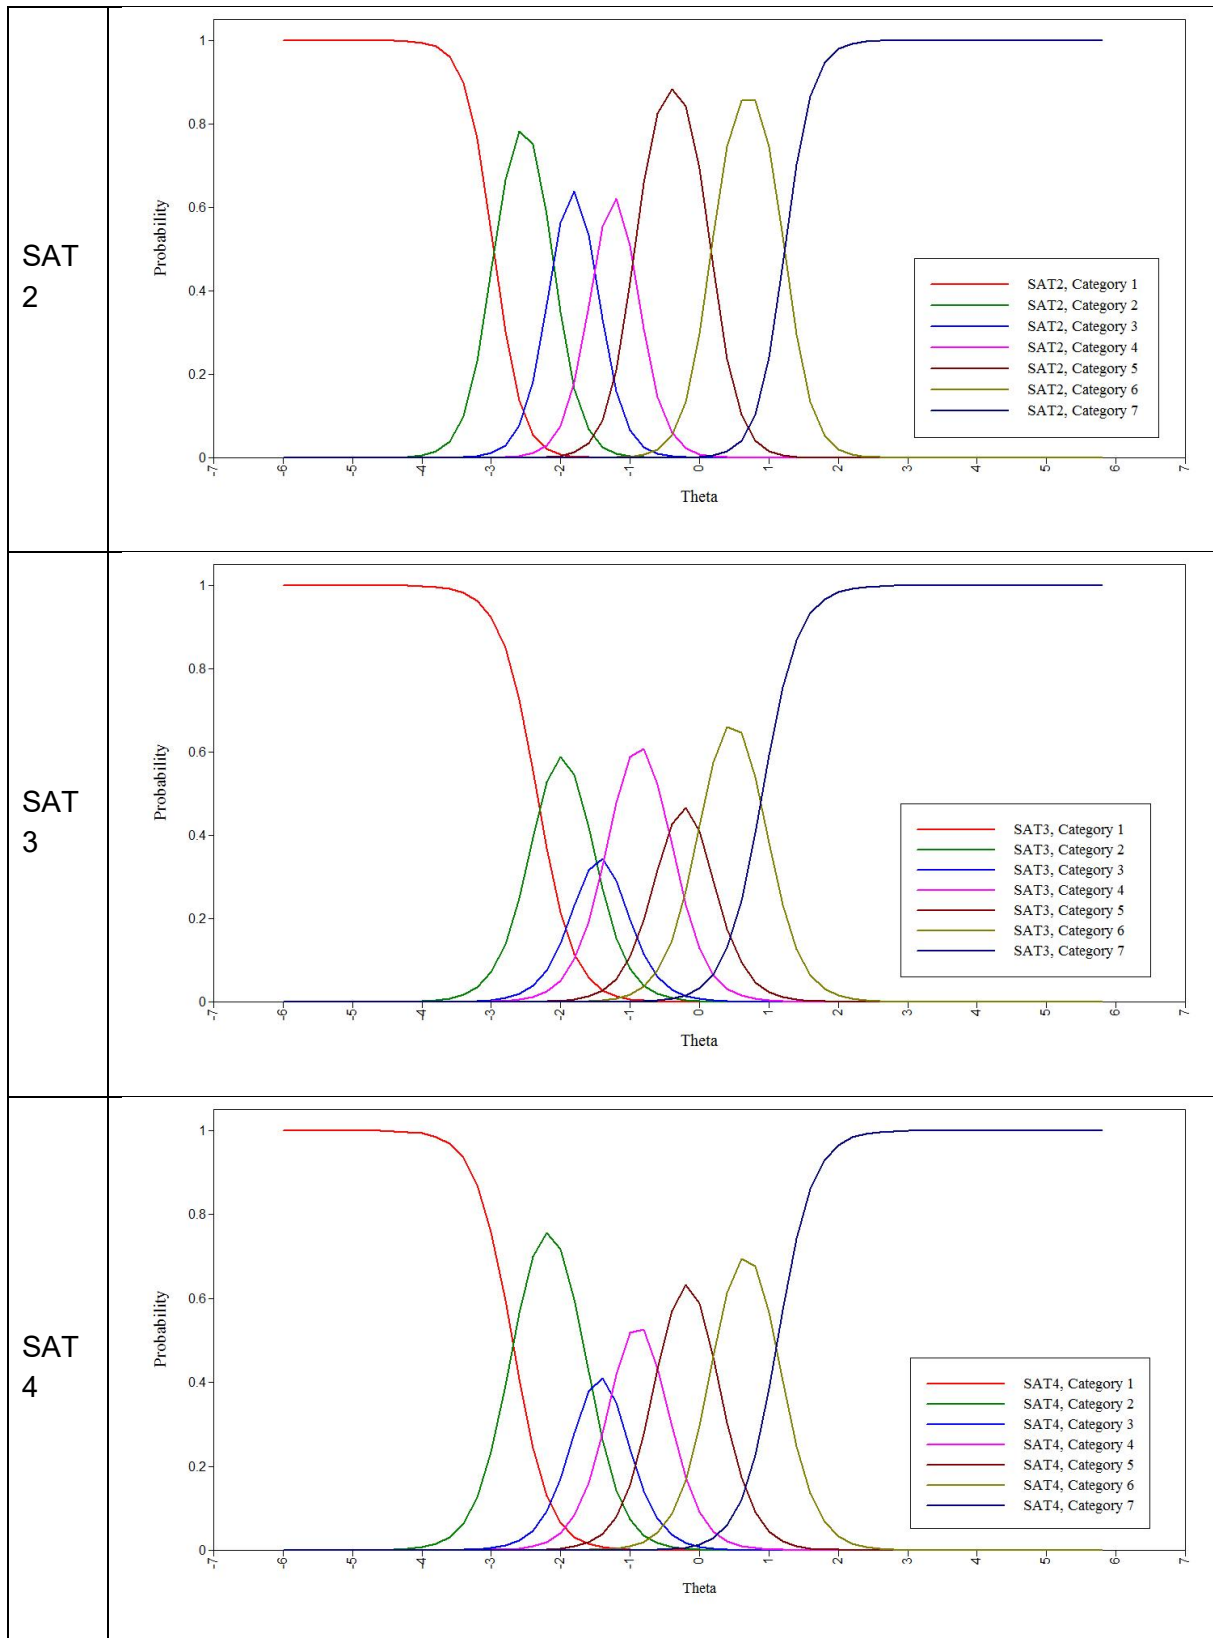 SAT
2
1
0.8
0.6
0.4
0.2
0
Probability
-7
-6
-5
-4
-3
-2
-1
0
1
2
3
4
5
6
7
Theta
SAT2, Category 1
SAT2, Category 2
SAT2, Category 3
SAT2, Category 4
SAT2, Category 5
SAT2, Category 6
SAT2, Category 7
SAT
3
1
0.8
0.6
0.4
0.2
0
Probability
-7
-6
-5
-4
-3
-2
-1
0
1
2
3
4
5
6
7
Theta
SAT3, Category 1
SAT3, Category 2
SAT3, Category 3
SAT3, Category 4
SAT3, Category 5
SAT3, Category 6
SAT3, Category 7
SAT
4
1
0.8
0.6
0.4
0.2
0
Probability
-7
-6
-5
-4
-3
-2
-1
0
1
2
3
4
5
6
7
Theta
SAT4, Category 1
SAT4, Category 2
SAT4, Category 3
SAT4, Category 4
SAT4, Category 5
SAT4, Category 6
SAT4, Category 7